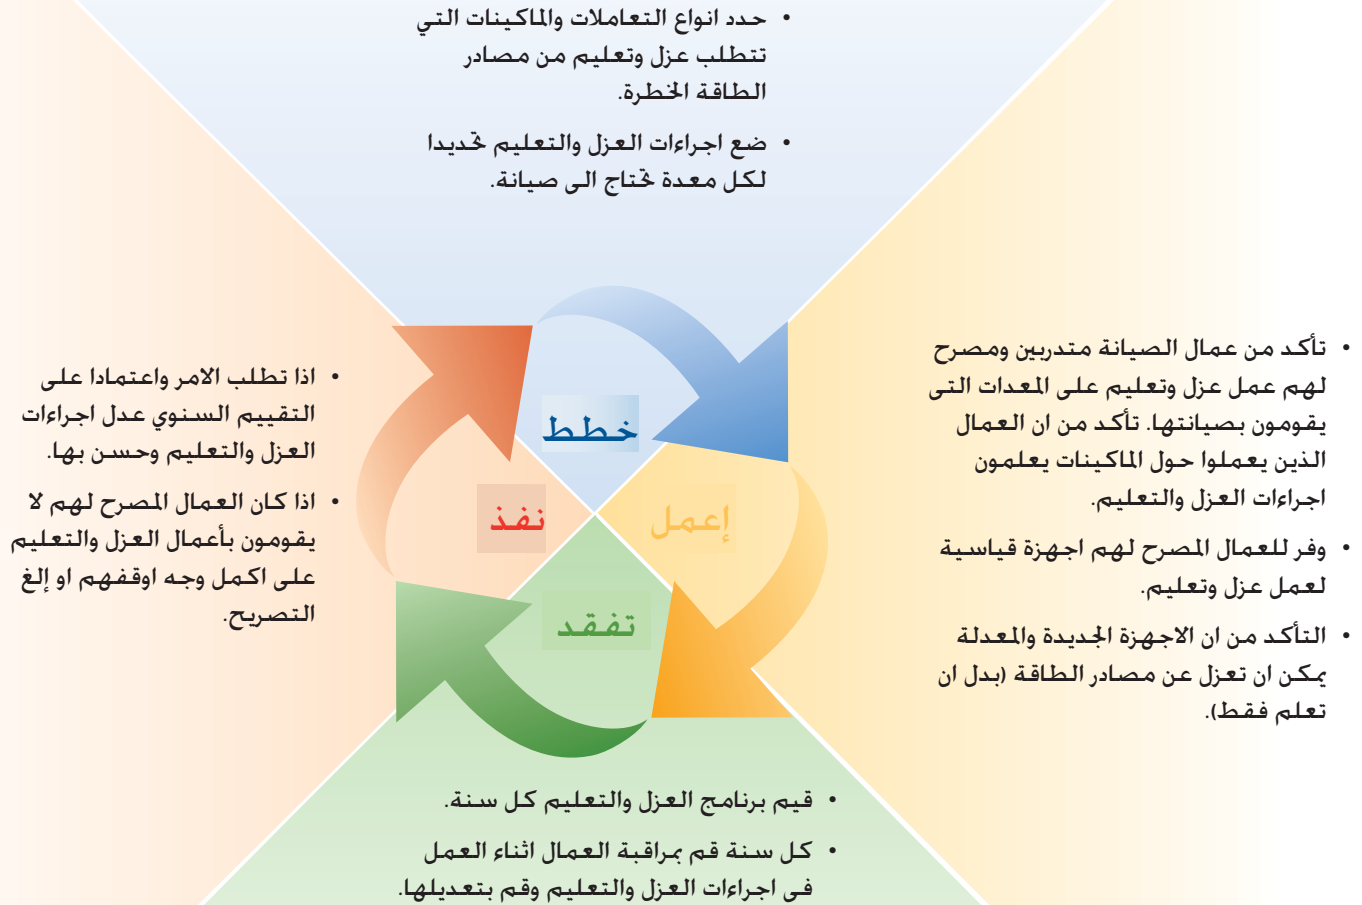 • حدد انواع التعاملات والماكينات التي
تتطلب عزل وتعليم من مصادر
الطاقة الخطرة.
• ضع اجراءات العزل والتعليم تحديدا
لكل معدة تحتاج الى صيانة.
خطط
• تأكد من عمال الصيانة متدربين ومصرح
لهم عمل عزل وتعليم على المعدات التى
يقومون بصيانتها. تأكد من ان العمال
الذين يعملوا حول الماكينات يعلمون
اجراءات العزل والتعليم.
• وفر للعمال المصرح لهم اجهزة قياسية
لعمل عزل وتعليم.
• التأكد من ان الاجهزة الجديدة والمعدلة
يمكن ان تعزل عن مصادر الطاقة (بدل ان
تعلم فقط).
إعمل
تفقد
• قيم برنامج العزل والتعليم كل سنة.
• كل سنة قم بمراقبة العمال اثناء العمل
فى اجراءات العزل والتعليم وقم بتعديلها.
نفذ
• اذا تطلب الامر واعتمادا على
التقييم السنوي عدل اجراءات
العزل والتعليم وحسن بها.
• اذا كان العمال المصرح لهم لا
يقومون بأعمال العزل والتعليم
على اكمل وجه اوقفهم او إلغ
التصريح.